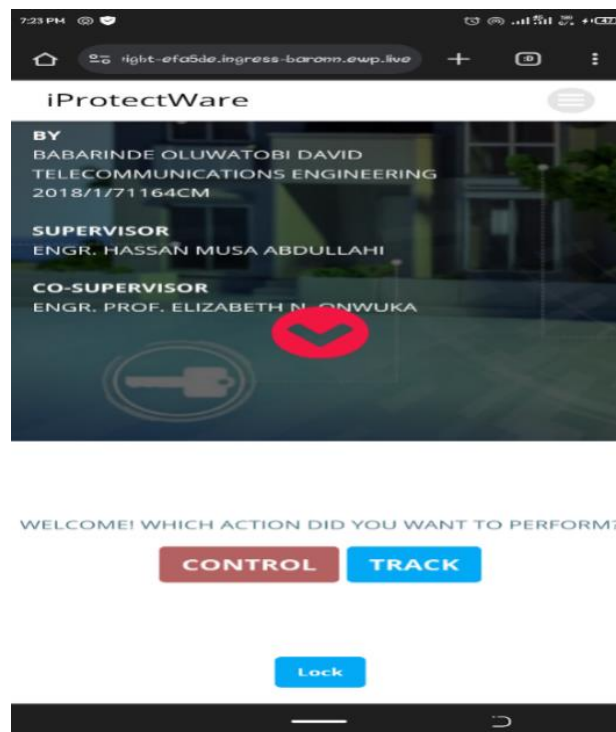 7:23 PM
right-efa5de.ingress-baronn.ewp.live
iProtectWare
BY
BABARINDE OLUWATOBI DAVID
TELECOMMUNICATIONS ENGINEERING
2018/1/71164CM
SUPERVISOR
ENGR. HASSAN MUSA ABDULLAHI
CO-SUPERVISOR
ENGR. PROF. ELIZABETH N. ONWUKA
WELCOME! WHICH ACTION DID YOU WANT TO PERFORM?
CONTROL TRACK
Lock